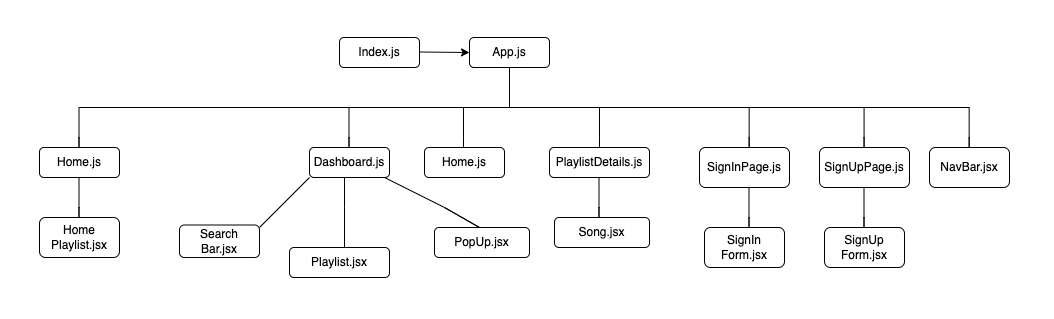 Index.js
App.js
Home.js
Dashboard.js
Home.js
PlaylistDetails.js
SignInPage.js
SignUpPage.js
NavBar.jsx
Home
Playlist.jsx
Search
Bar.jsx
Playlist.jsx
PopUp.jsx
Song.jsx
SignIn
Form.jsx
SignUp
Form.jsx